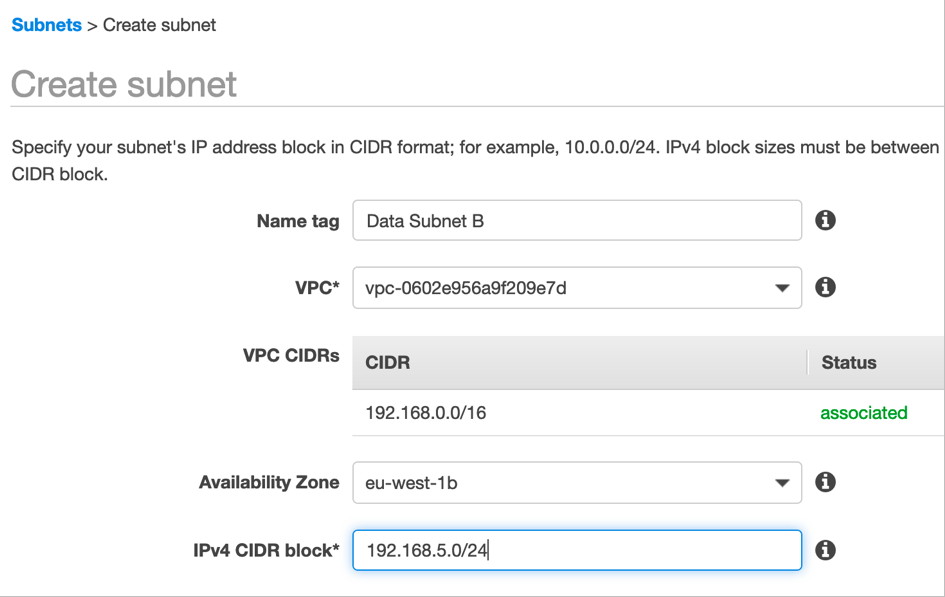 Subnets > Create subnet
Create subnet
Specify your subnet's IP address block in CIDR format; for example, 10.0.0.0/24. IPv4 block sizes must be between
CIDR block.
Name tag Data Subnet B
VPC* vpc-0602e956a9f209e7d
VPC CIDRs CIDR Status
192.168.0.0/16 associated
Availability Zone eu-west-1b
IPv4 CIDR block* 192.168.5.0/24